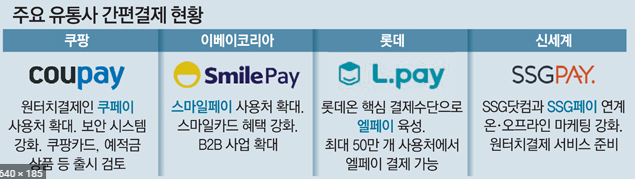 주요 유통사 간편결제 현황
쿠팡
coupay
원터치결제인 쿠페이
사용처 확대. 보안 시스템
강화. 쿠팡카드, 예적금
상품 등 출시 검토
이베이코리아
Smile Pay
스마일페이 사용처 확대.
스마일카드 혜택 강화.
B2B 사업 확대
롯데
L.pay
롯데온 핵심 결제수단으로
엘페이 육성.
최대 50만 개 사용처에서
엘페이 결제 가능
신세계
SSGPAY.
SSG닷컴과 SSG페이 연계
온·오프라인 마케팅 강화.
원터치결제 서비스 준비
640 × 185